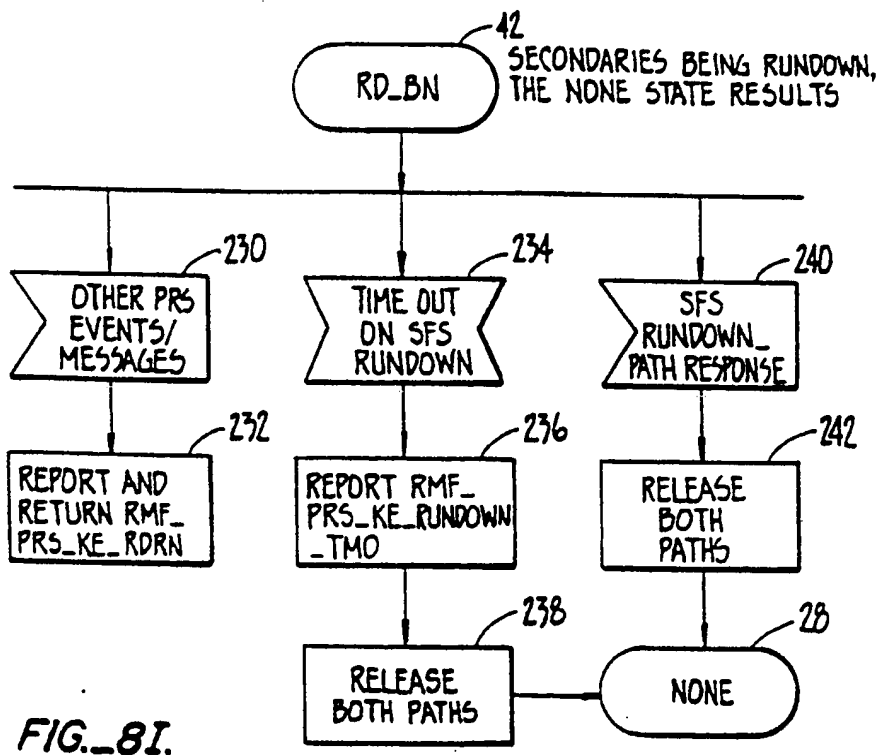 42
RD_BN
SECONDARIES BEING RUNDOWN,
THE NONE STATE RESULTS
230
OTHER PRS
EVENTS/
MESSAGES
234
TIME OUT
ON SFS
RUNDOWN
240
SFS
RUNDOWN_
PATH RESPONSE
232
REPORT AND
RETURN RMF_
PRS_KE_RDRN
236
REPORT RMF_
PRS_KE_RUNDOWN
_TMO
242
RELEASE
BOTH
PATHS
238
RELEASE
BOTH PATHS
28
NONE
FIG._8I.